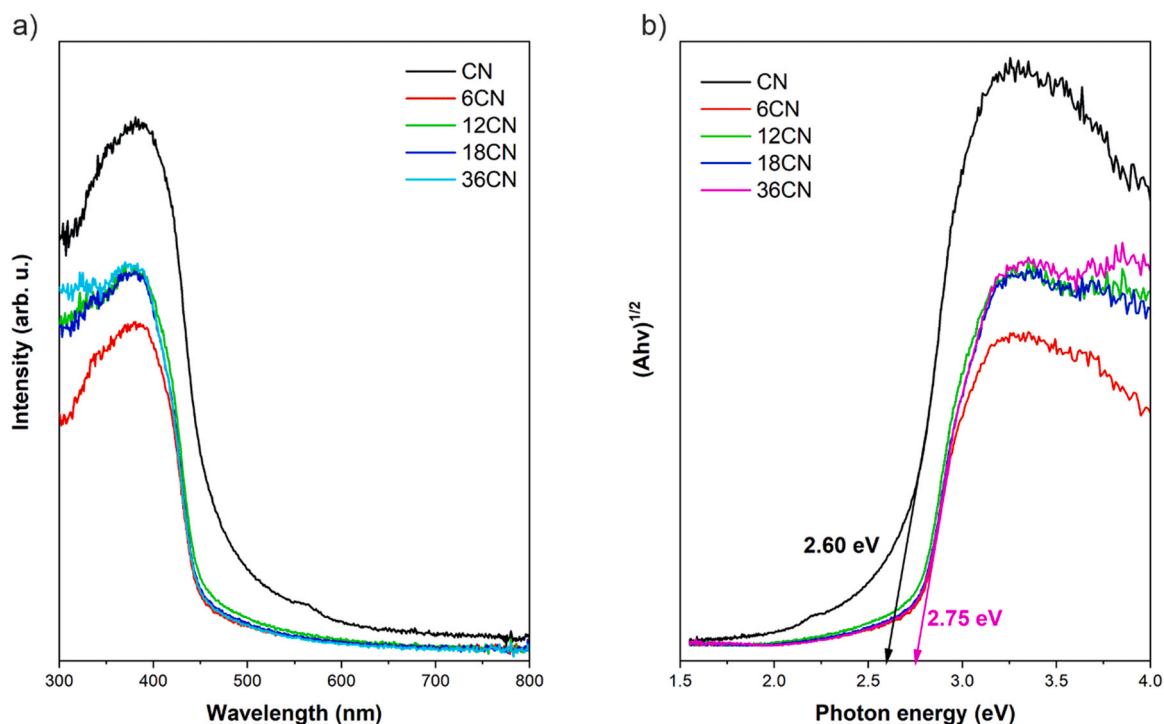 a)
CN
6CN
12CN
18CN
36CN
Intensity (arb. u.)
300 400 500 600 700 800
Wavelength (nm)
b)
CN
6CN
12CN
18CN
36CN
(Ahν)1/2
2.60 eV
2.75 eV
1.5 2.0 2.5 3.0 3.5 4.0
Photon energy (eV)